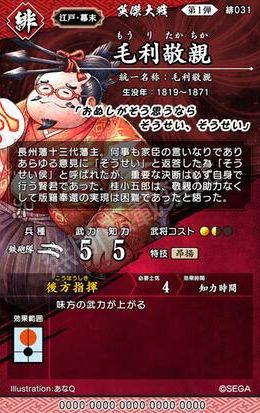 緋 江戸・幕末 英傑大戦 第1弾 緋031
もうり たかちか
毛利敬親
統一名称：毛利敬親
生没年：1819～1871
「おぬしがそう思うなら
そうせい、そうせい」
長州藩十三代藩主。何事も家臣の言いなりであり
あらゆる意見に「そうせい」と返答した為「そうせ
い侯」と呼ばれたが、重要な決断は必ず自身で
行う賢君であった。桂小五郎は、敬親の助力なく
して版籍奉還の実現は困難であったと語った。
兵種 武力 知力 武将コスト
鉄砲隊 5 5 特技 昂揚
こうほうしき 必要士気 効果時間
後方指揮 4 知力時間
味方の武力が上がる
効果範囲
Illustration:あなQ ©SEGA
0000-0000-0000-0000-0000